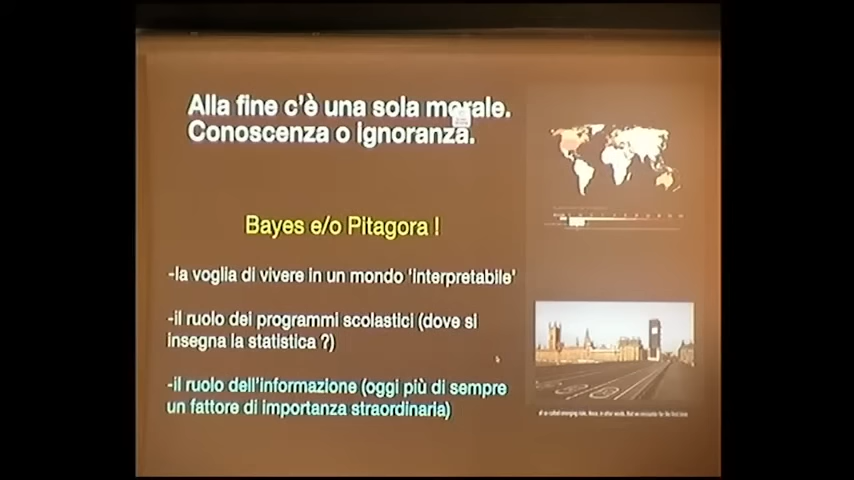 Alla fine c'è una sola morale.
Conoscenza o ignoranza.
Bayes e/o Pitagora !
-la voglia di vivere in un mondo 'interpretabile'
-il ruolo dei programmi scolastici (dove si
insegna la statistica ?)
-il ruolo dell'informazione (oggi più di sempre
un fattore di importanza straordinaria)